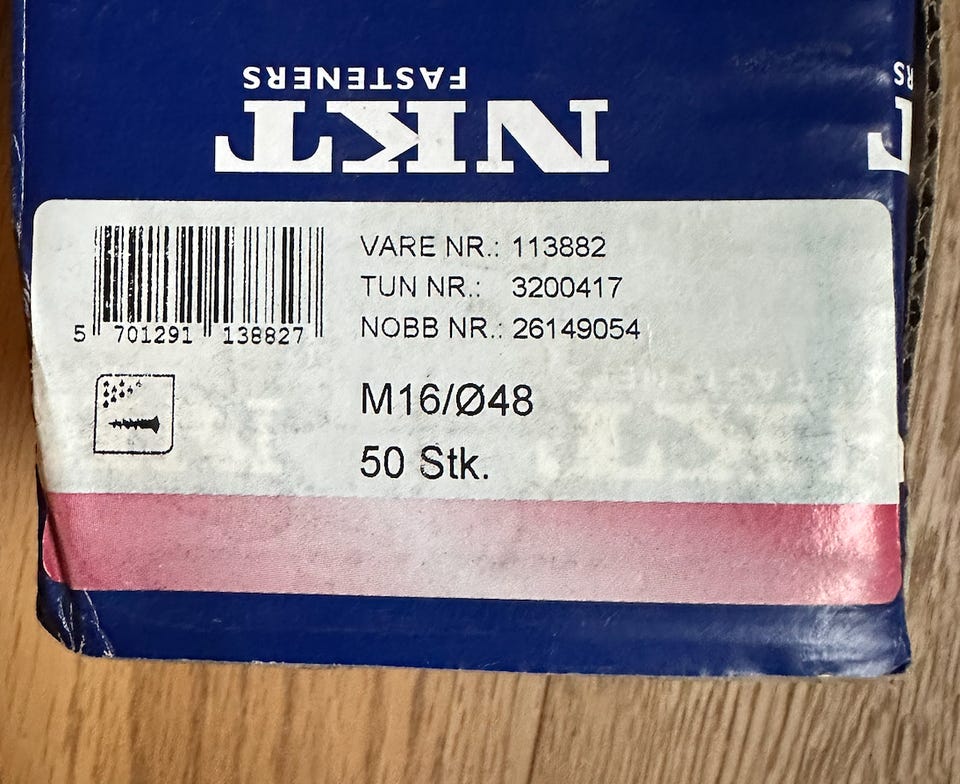 FASTENERS
NKT
5 701291 138827
VARE NR.: 113882
TUN NR.: 3200417
NOBB NR.: 26149054
M16/Ø48
50 Stk.